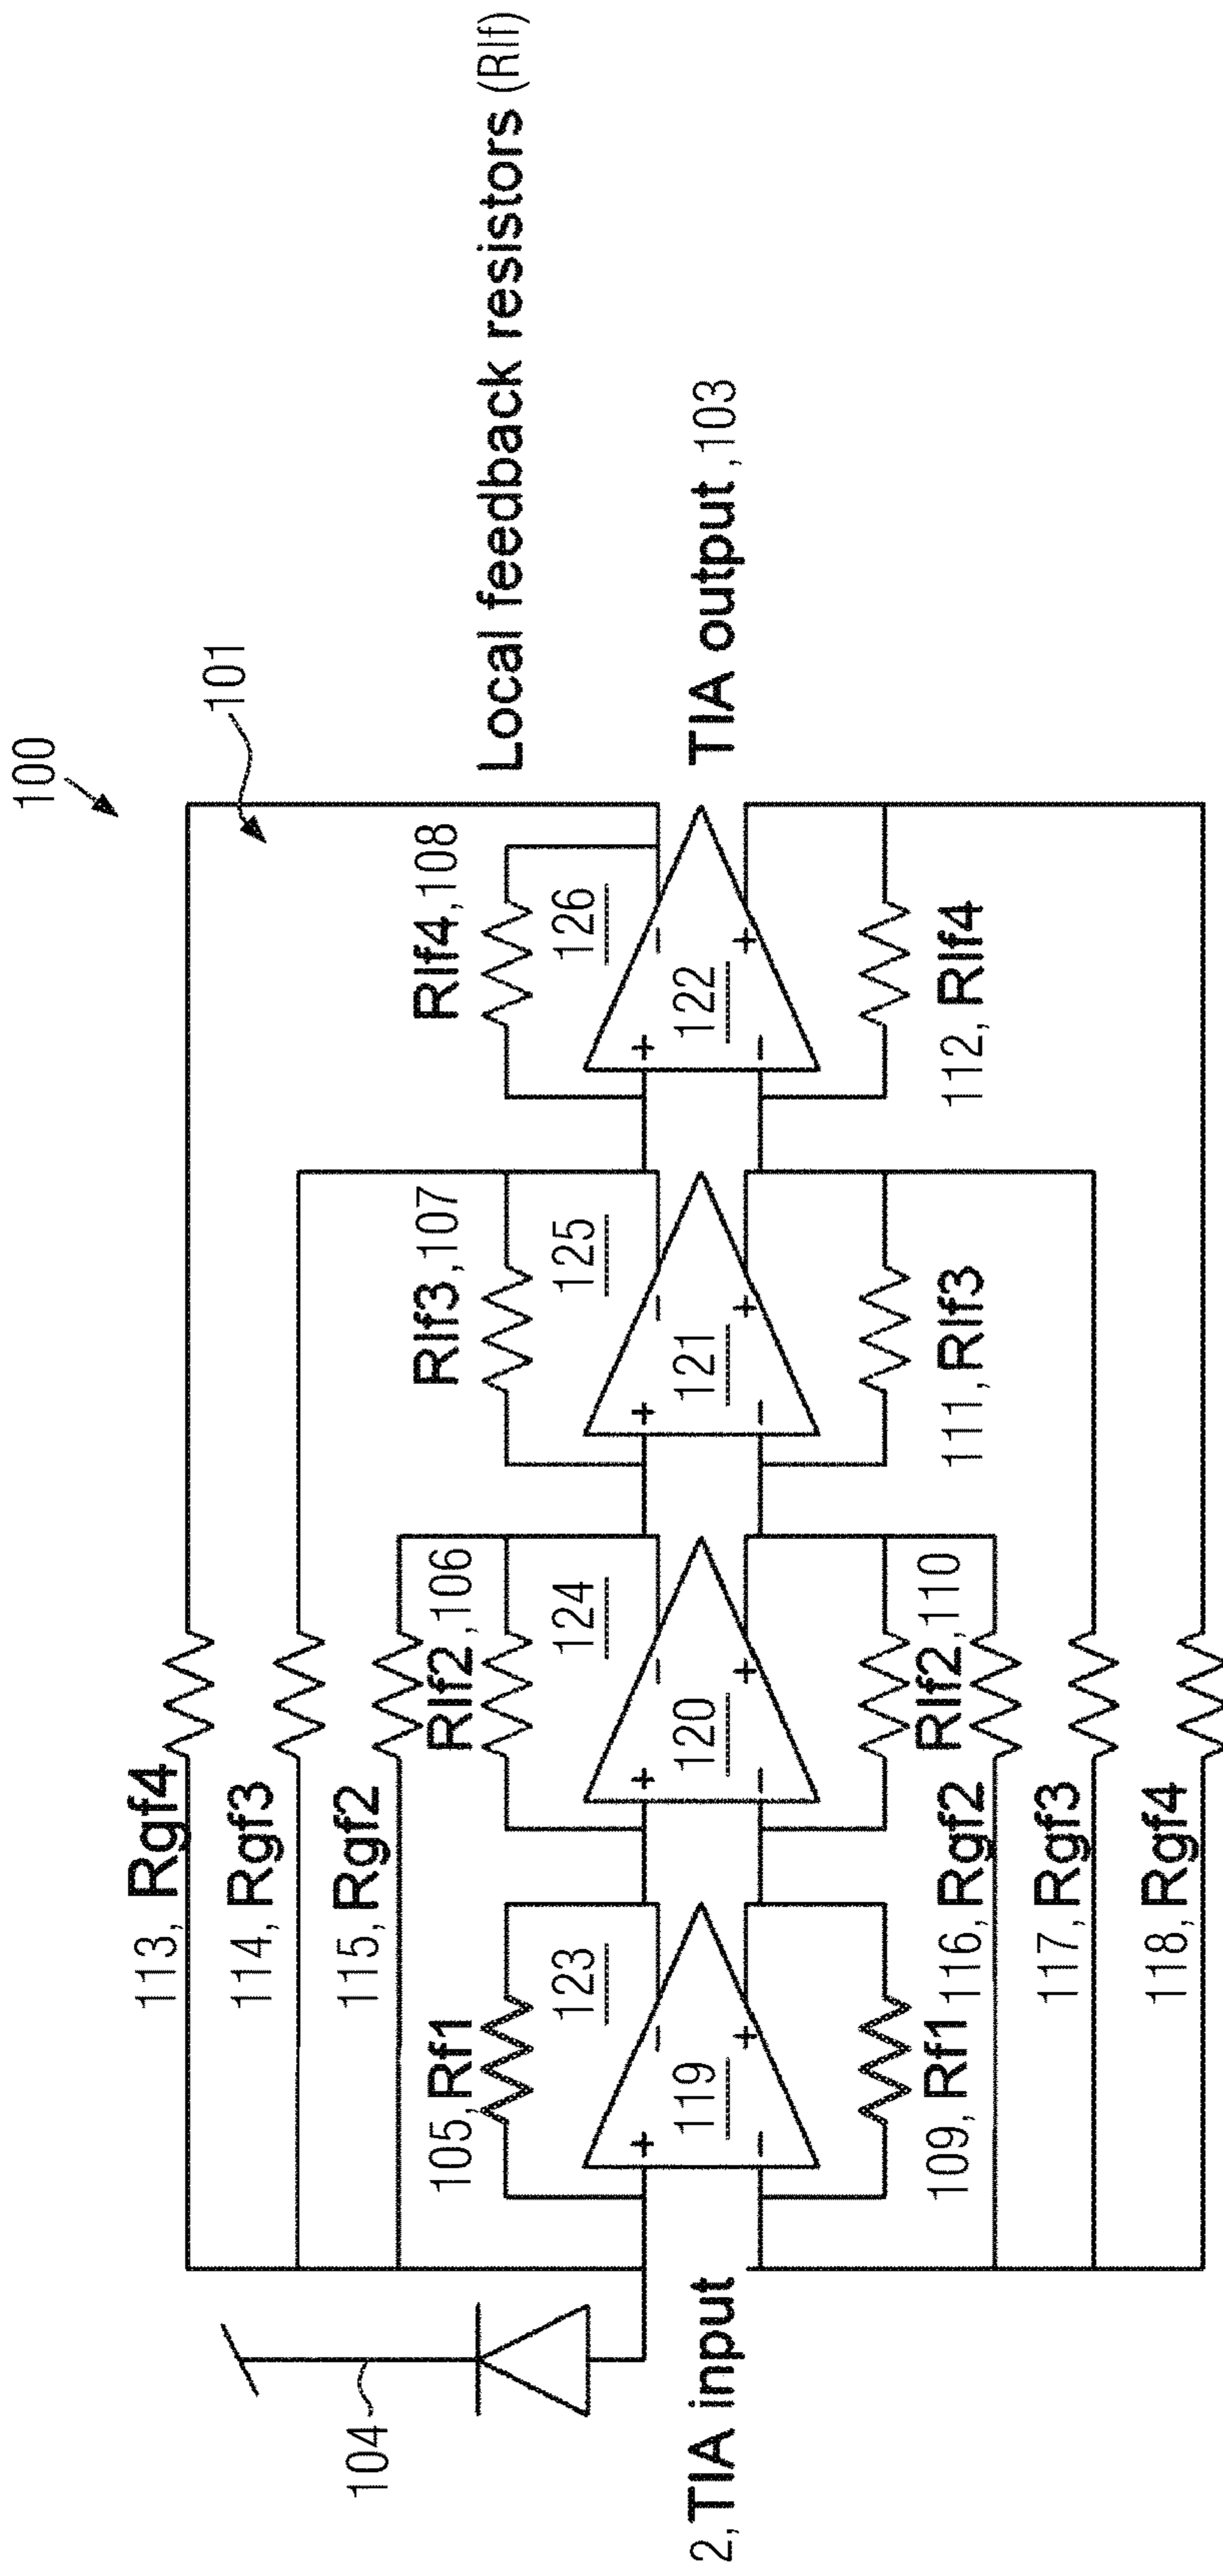 100
101
113, Rgf4
114, Rgf3
115, Rgf2
Local feedback resistors (Rlf)
105, Rf1
Rlf2, 106
Rlf3, 107
Rlf4, 108
104
123
124
125
126
+
−
+
−
+
−
+
−
2, TIA input
119
120
121
122
TIA output, 103
−
+
−
+
−
+
−
+
109, Rf1
Rlf2, 110
111, Rlf3
112, Rlf4
116, Rgf2
117, Rgf3
118, Rgf4